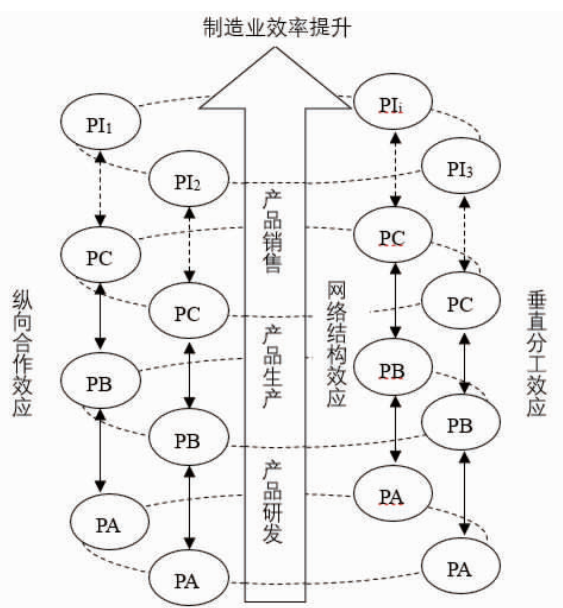 制造业效率提升
PI1
PIi
PI2
PI3
产品销售
PC
PC
PC
PC
纵向合作效应
网络结构效应
垂直分工效应
产品生产
PB
PB
PB
PB
产品研发
PA
PA
PA
PA